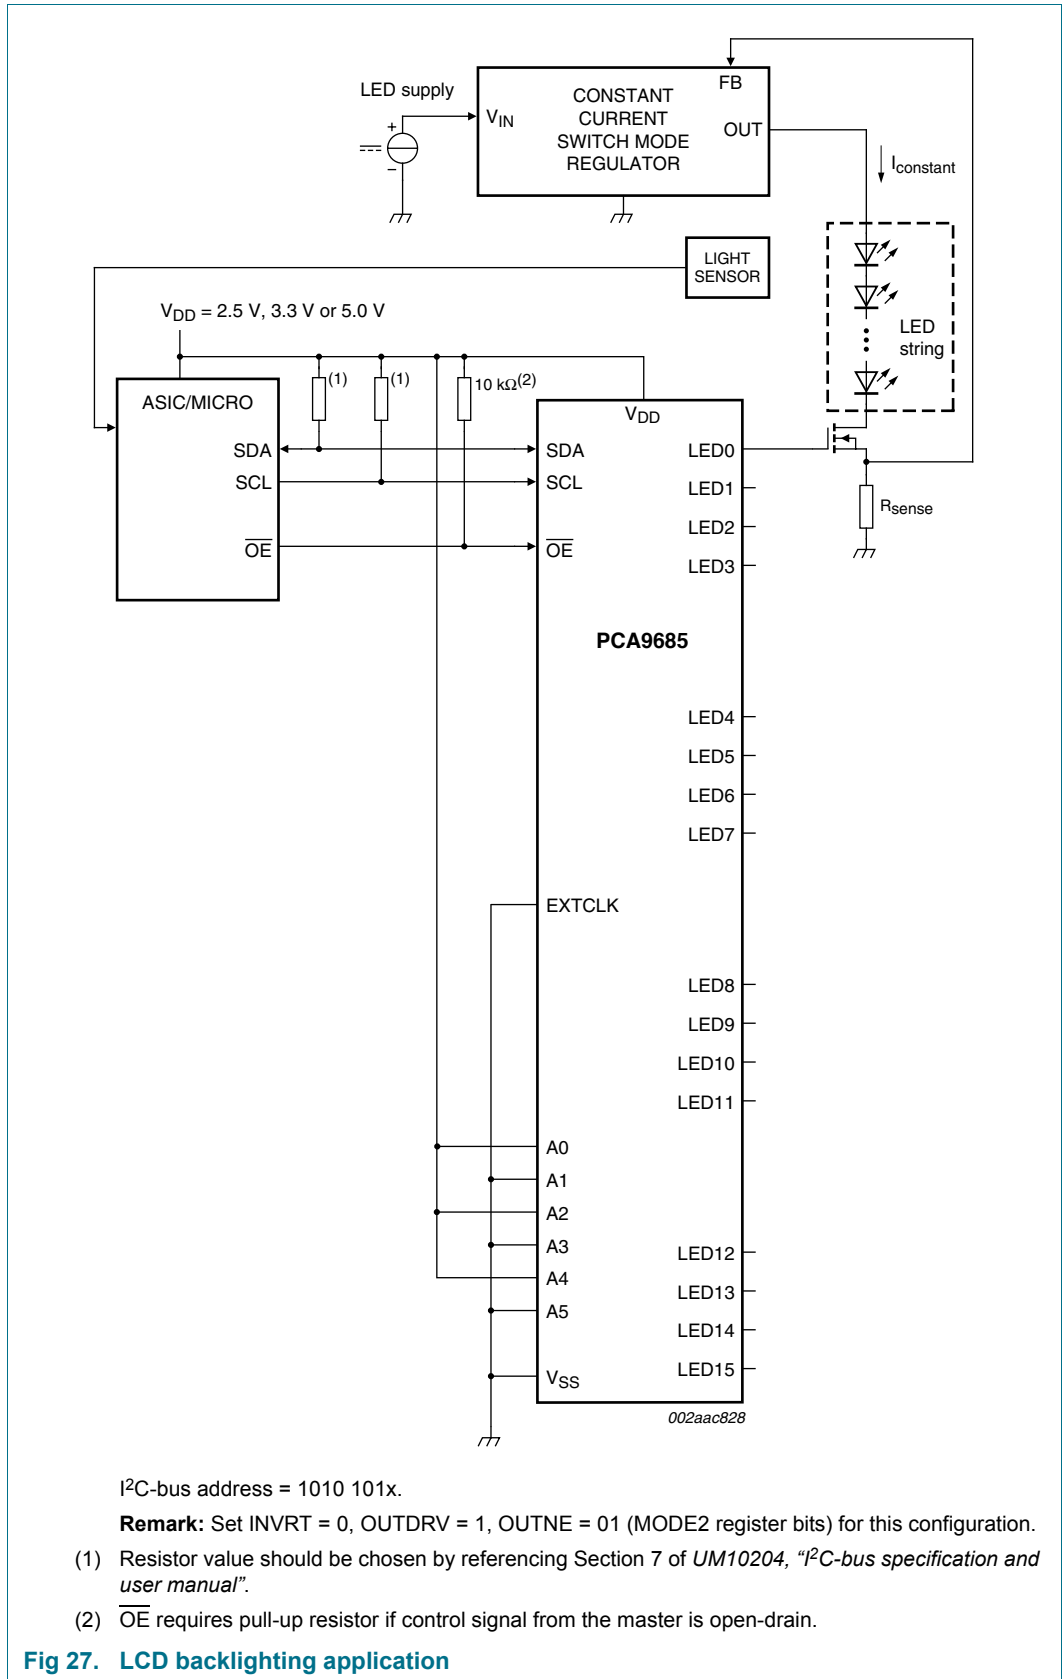 LED supply
+
−
VIN
CONSTANT
CURRENT
SWITCH MODE
REGULATOR
FB
OUT
Iconstant
LIGHT
SENSOR
LED
string
VDD = 2.5 V, 3.3 V or 5.0 V
(1)
(1)
10 kΩ(2)
ASIC/MICRO
SDA
SCL
OE
VDD
SDA
SCL
OE
LED0
LED1
LED2
LED3
Rsense
PCA9685
LED4
LED5
LED6
LED7
EXTCLK
LED8
LED9
LED10
LED11
A0
A1
A2
A3
A4
A5
VSS
LED12
LED13
LED14
LED15
002aac828
I2C-bus address = 1010 101x.
Remark: Set INVRT = 0, OUTDRV = 1, OUTNE = 01 (MODE2 register bits) for this configuration.
(1) Resistor value should be chosen by referencing Section 7 of UM10204, “I2C-bus specification and
user manual”.
(2) OE requires pull-up resistor if control signal from the master is open-drain.
Fig 27. LCD backlighting application